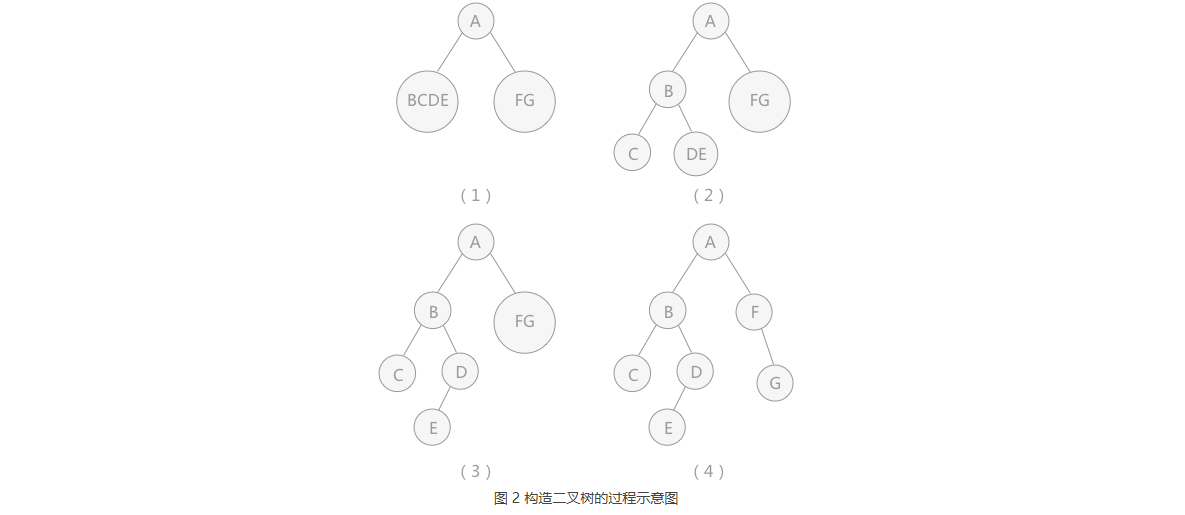 A A
B
BCDE FG FG
C DE
( 1 ) ( 2 )
A A
B FG B F
C D C D G
E E
( 3 ) ( 4 )
图 2 构造二叉树的过程示意图